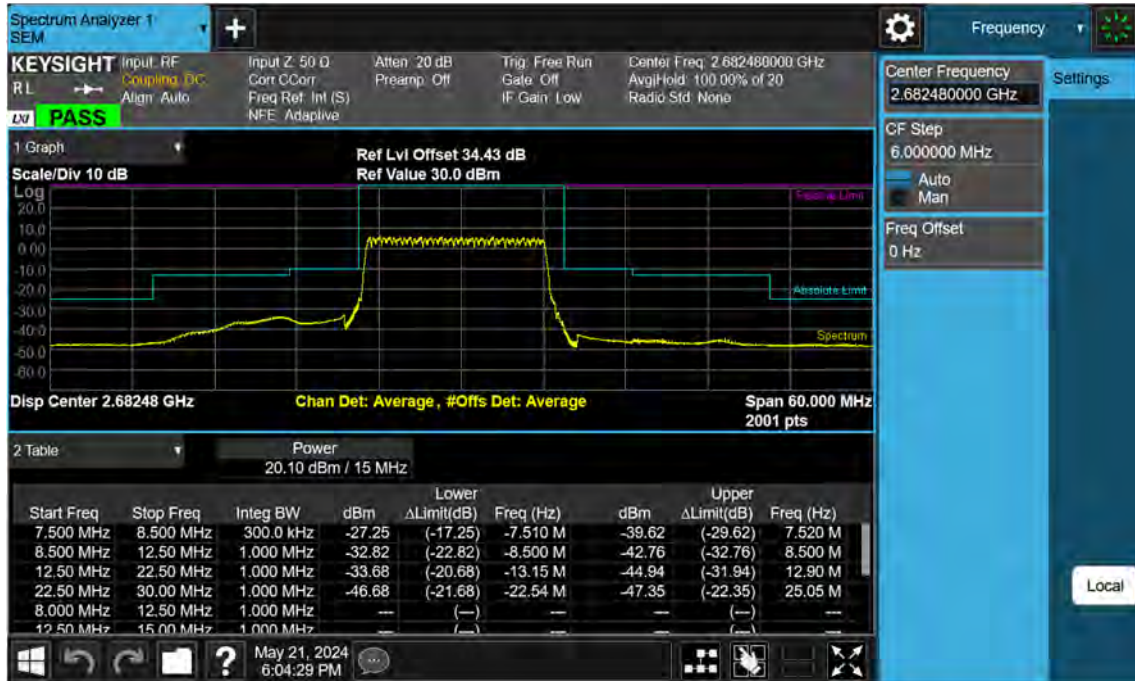 Spectrum Analyzer 1
SEM
+
Frequency
KEYSIGHT
RL
LXI PASS
Input: RF
Coupling: DC
Align: Auto
Input Z: 50 Ω
Corr CCorr
Freq Ref: Int (S)
NFE: Adaptive
Atten: 20 dB
Preamp: Off
Trig: Free Run
Gate: Off
IF Gain: Low
Center Freq: 2.682480000 GHz
Avg|Hold: 100.00% of 20
Radio Std: None
Center Frequency
2.682480000 GHz
Settings
CF Step
6.000000 MHz
Auto
Man
Freq Offset
0 Hz
1 Graph
Scale/Div 10 dB
Ref Lvl Offset 34.43 dB
Ref Value 30.0 dBm
Log
20.0
0.00
-10.0
-20.0
-30.0
-40.0
-50.0
-60.0
Absolute Limit
Spectrum
Disp Center 2.68248 GHz
Chan Det: Average, #Offs Det: Average
Span 60.000 MHz
2001 pts
2 Table
Power
20.10 dBm / 15 MHz
Lower Upper
Start Freq Stop Freq Integ BW dBm ΔLimit(dB) Freq (Hz) dBm ΔLimit(dB) Freq (Hz)
7.500 MHz 8.500 MHz 300.0 kHz -27.25 (-17.25) -7.510 M -39.62 (-29.62) 7.520 M
8.500 MHz 12.50 MHz 1.000 MHz -32.82 (-22.82) -8.500 M -42.76 (-32.76) 8.500 M
12.50 MHz 22.50 MHz 1.000 MHz -33.68 (-20.68) -13.15 M -44.94 (-31.94) 12.90 M
22.50 MHz 30.00 MHz 1.000 MHz -46.68 (-21.68) -22.54 M -47.35 (-22.35) 25.05 M
8.000 MHz 12.50 MHz 1.000 MHz --- (---) --- --- (---) ---
12.50 MHz 15.00 MHz 1.000 MHz --- (---) --- --- (---) ---
Local
?
May 21, 2024
6:04:29 PM